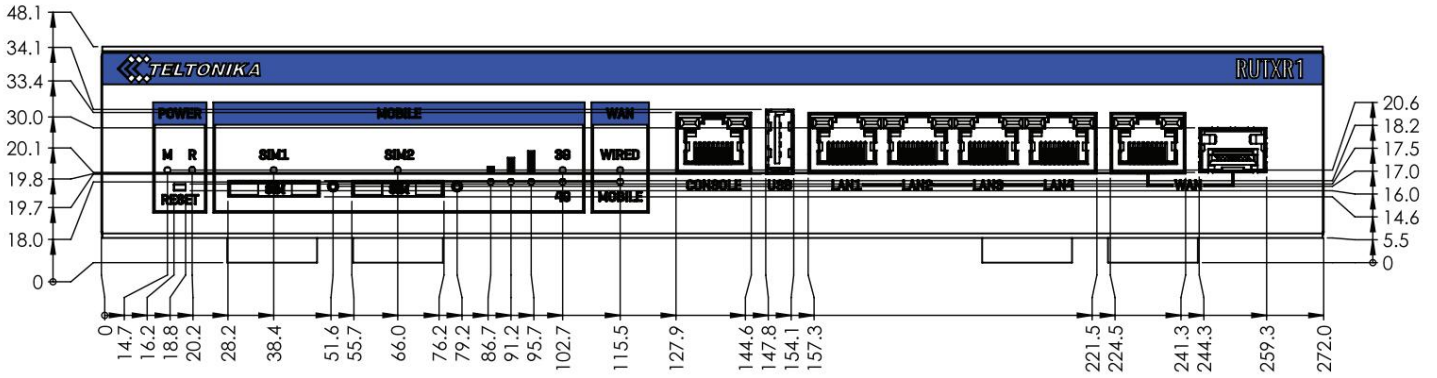 48.1
34.1
33.4
30.0
20.1
19.8
19.7
18.0
0
TELTONIKA
RUTXR1
POWER MOBILE WAN
M R SIM1 SIM2 3G WIRED
RESET SIM SIM 4G MOBILE
CONSOLE USB LAN1 LAN2 LAN3 LAN4 WAN
20.6
18.2
17.5
17.0
16.0
14.6
5.5
0
0 14.7 16.2 18.8 20.2 28.2 38.4 51.6 55.7 66.0 76.2 79.2 86.7 91.2 95.7 102.7 115.5 127.9 144.6 147.8 154.1 157.3 221.5 224.5 241.3 244.3 259.3 272.0